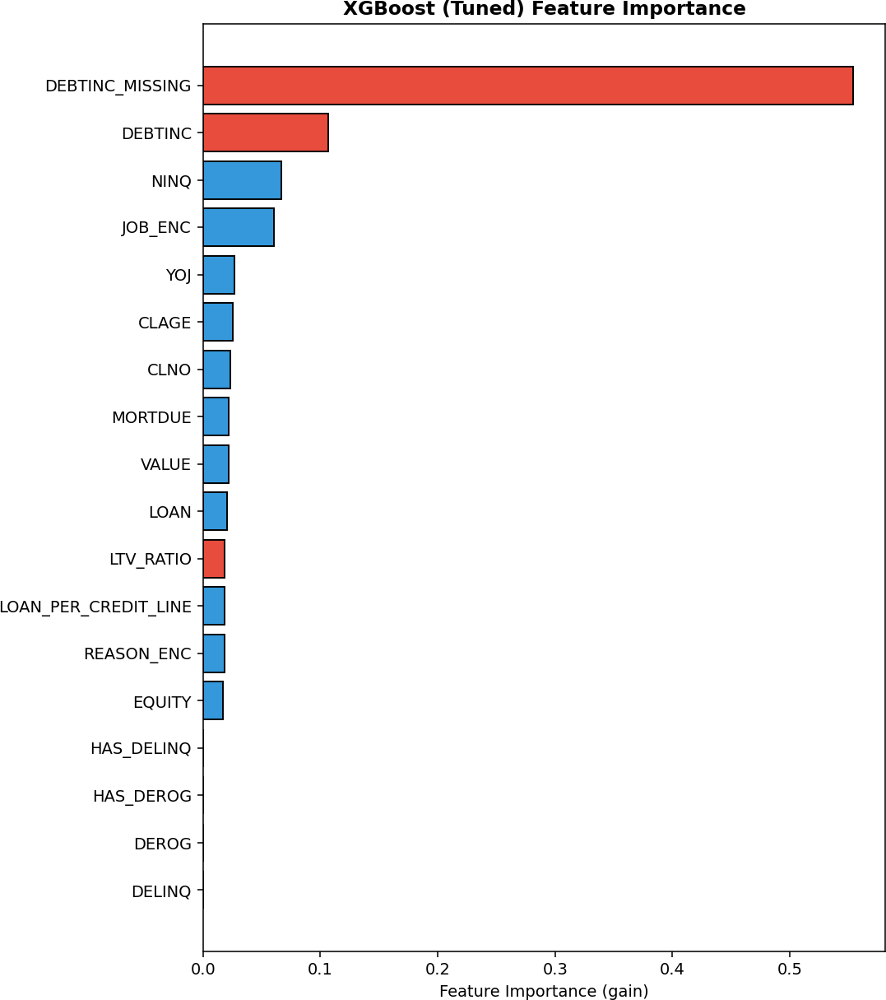 XGBoost (Tuned) Feature Importance
DEBTINC_MISSING
DEBTINC
NINQ
JOB_ENC
YOJ
CLAGE
CLNO
MORTDUE
VALUE
LOAN
LTV_RATIO
LOAN_PER_CREDIT_LINE
REASON_ENC
EQUITY
HAS_DELINQ
HAS_DEROG
DEROG
DELINQ
0.0 0.1 0.2 0.3 0.4 0.5
Feature Importance (gain)